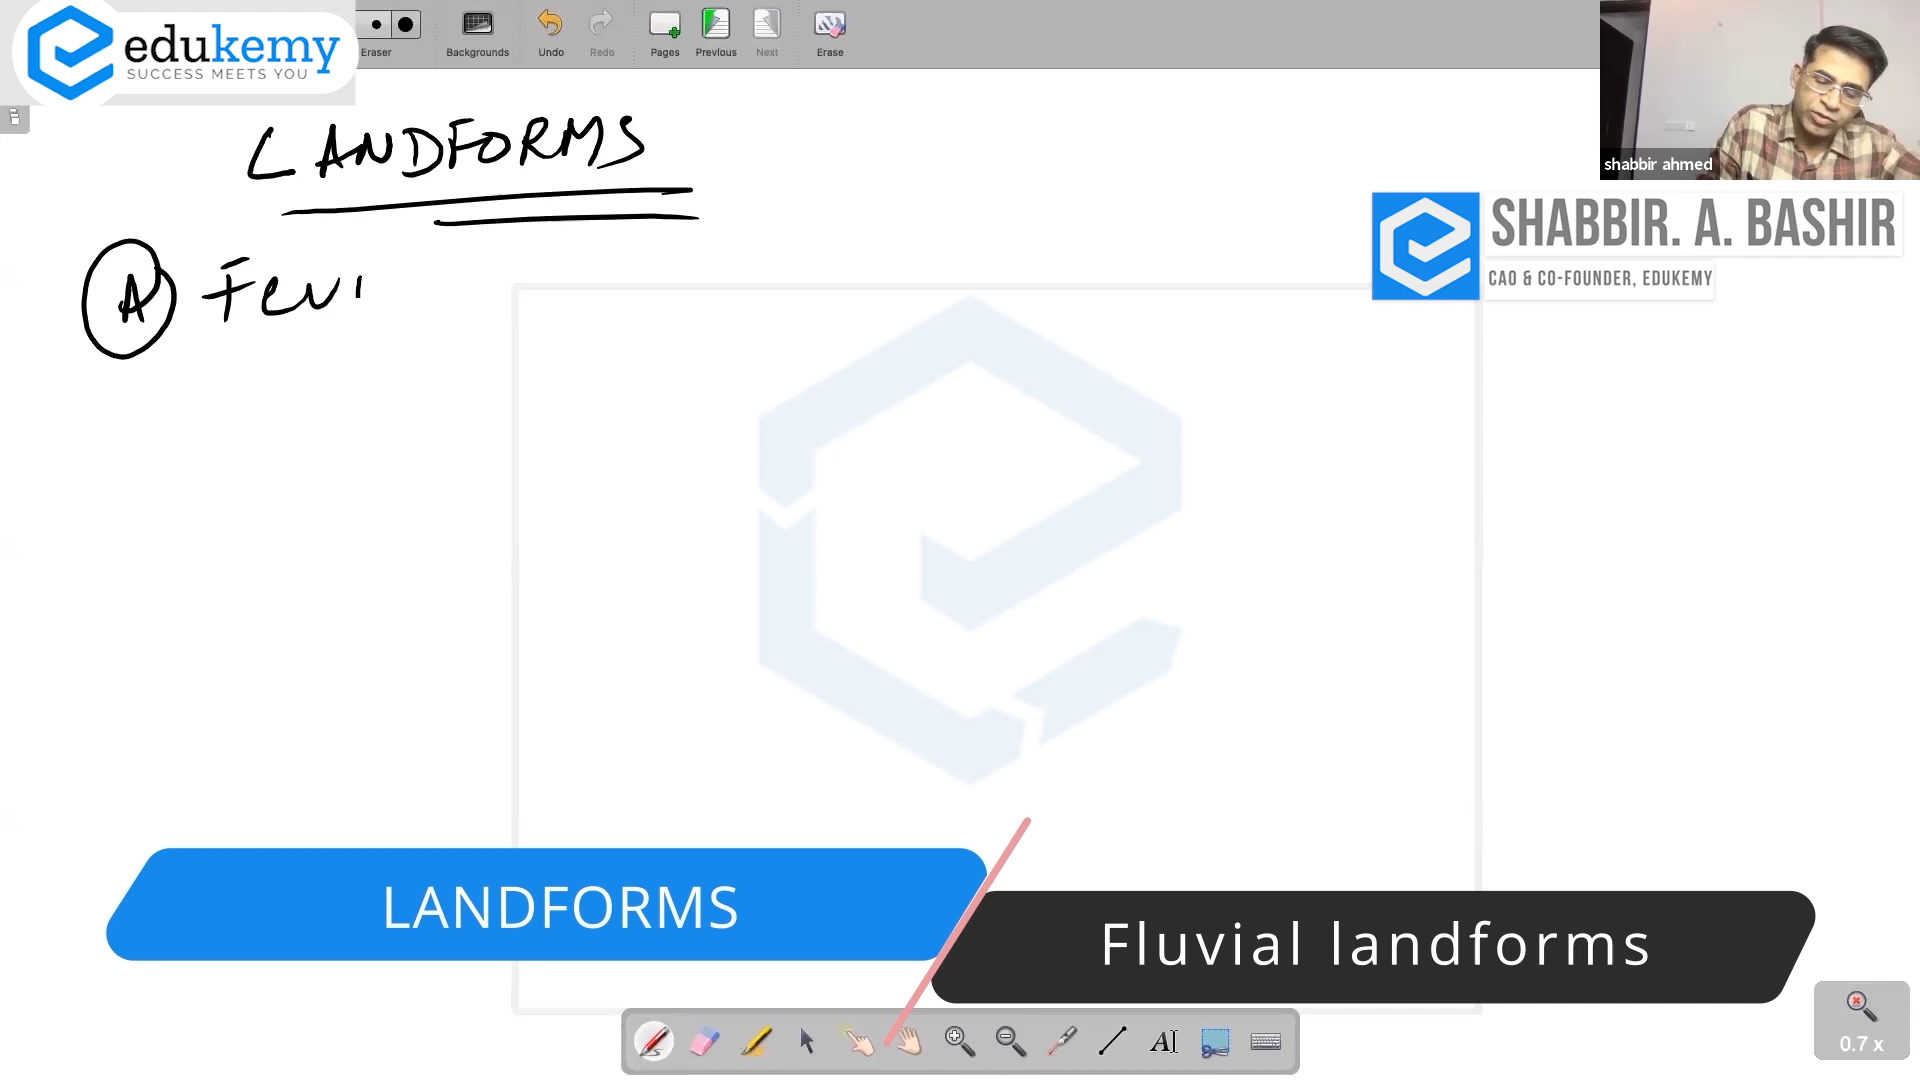 edukemy
SUCCESS MEETS YOU
Eraser
Backgrounds
Undo
Redo
Pages
Previous
Next
Erase
shabbir ahmed
LANDFORMS
SHABBIR. A. BASHIR
CAO & CO-FOUNDER, EDUKEMY
A
LANDFORMS
Fluvial landforms
0.7 x